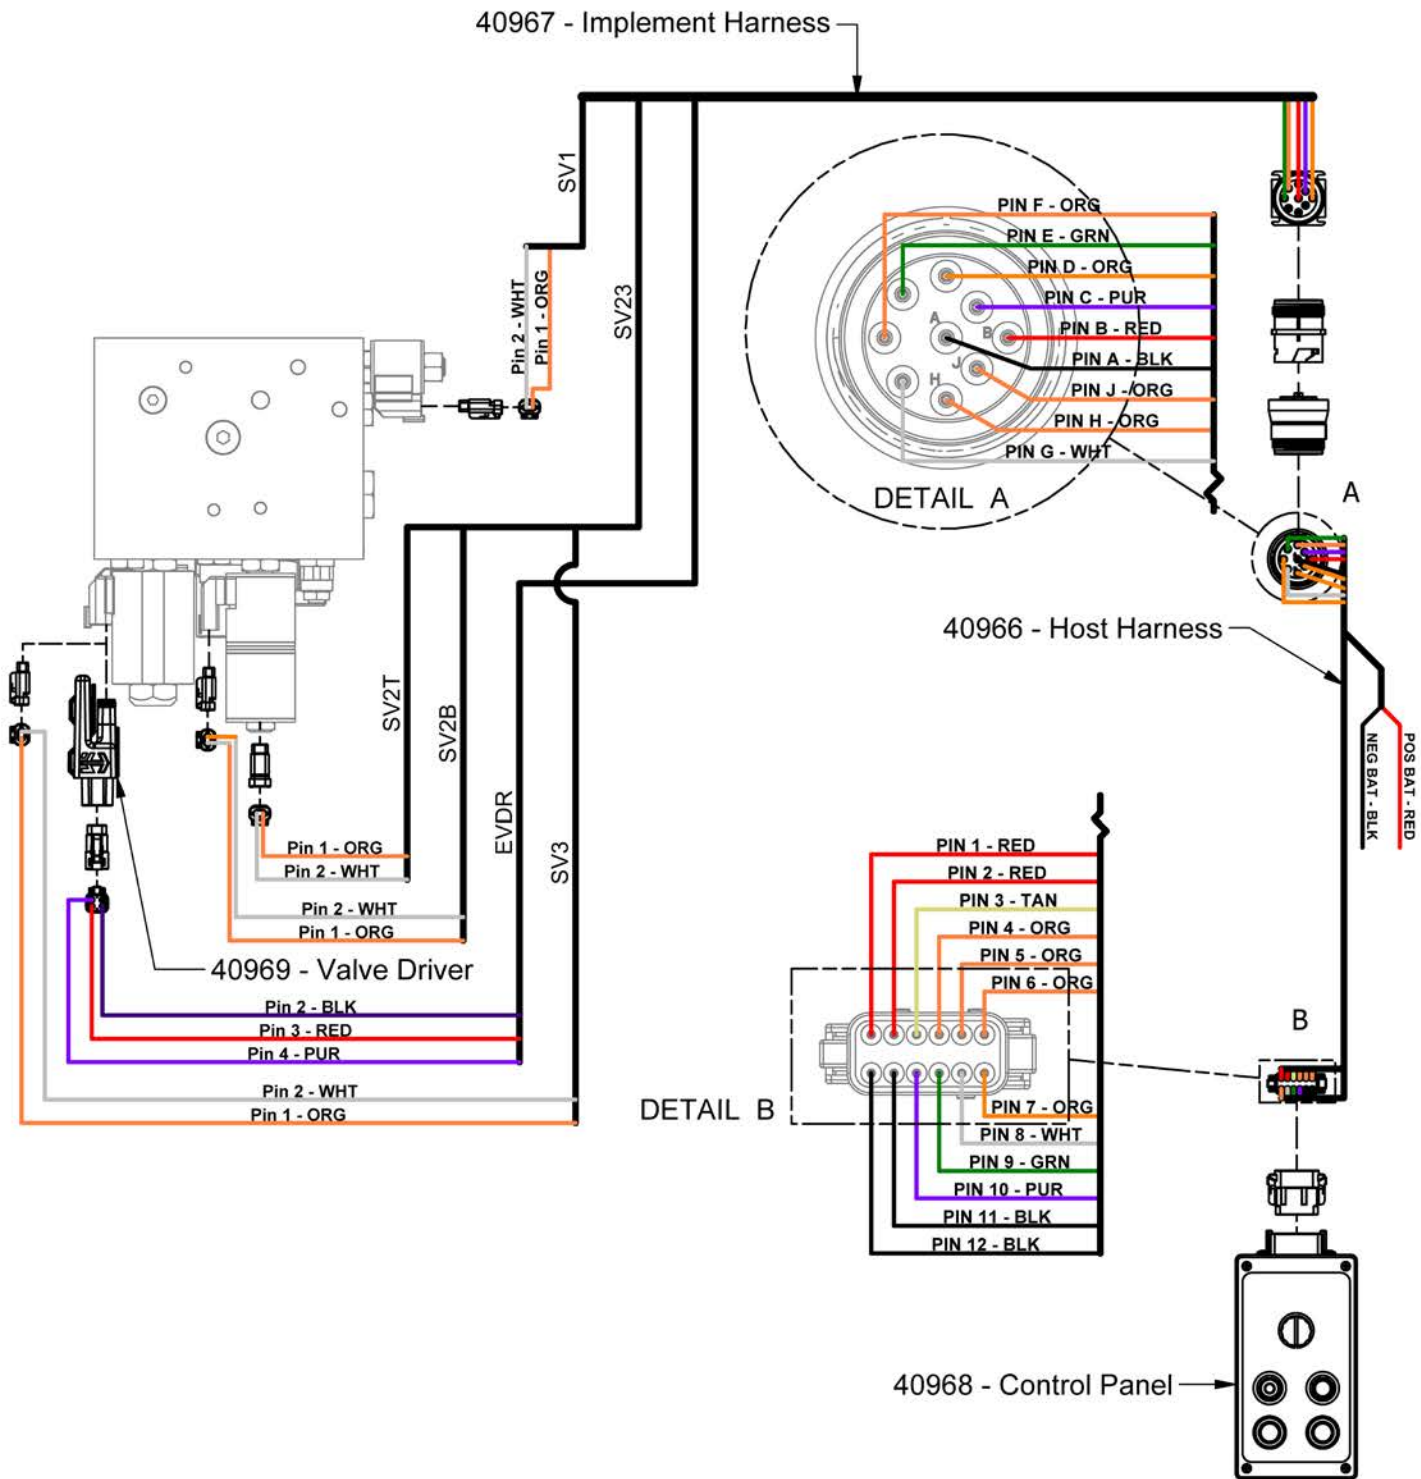 40967 - Implement Harness
SV1
PIN F - ORG
PIN E - GRN
PIN D - ORG
PIN C - PUR
PIN B - RED
PIN A - BLK
PIN J - ORG
PIN H - ORG
PIN G - WHT
A
B
J
H
DETAIL A
Pin 2 - WHT
Pin 1 - ORG
SV23
A
40966 - Host Harness
NEG BAT - BLK
POS BAT - RED
SV2T
SV2B
EVDR
SV3
Pin 1 - ORG
Pin 2 - WHT
Pin 2 - WHT
Pin 1 - ORG
40969 - Valve Driver
Pin 2 - BLK
Pin 3 - RED
Pin 4 - PUR
Pin 2 - WHT
Pin 1 - ORG
PIN 1 - RED
PIN 2 - RED
PIN 3 - TAN
PIN 4 - ORG
PIN 5 - ORG
PIN 6 - ORG
B
DETAIL B
PIN 7 - ORG
PIN 8 - WHT
PIN 9 - GRN
PIN 10 - PUR
PIN 11 - BLK
PIN 12 - BLK
40968 - Control Panel